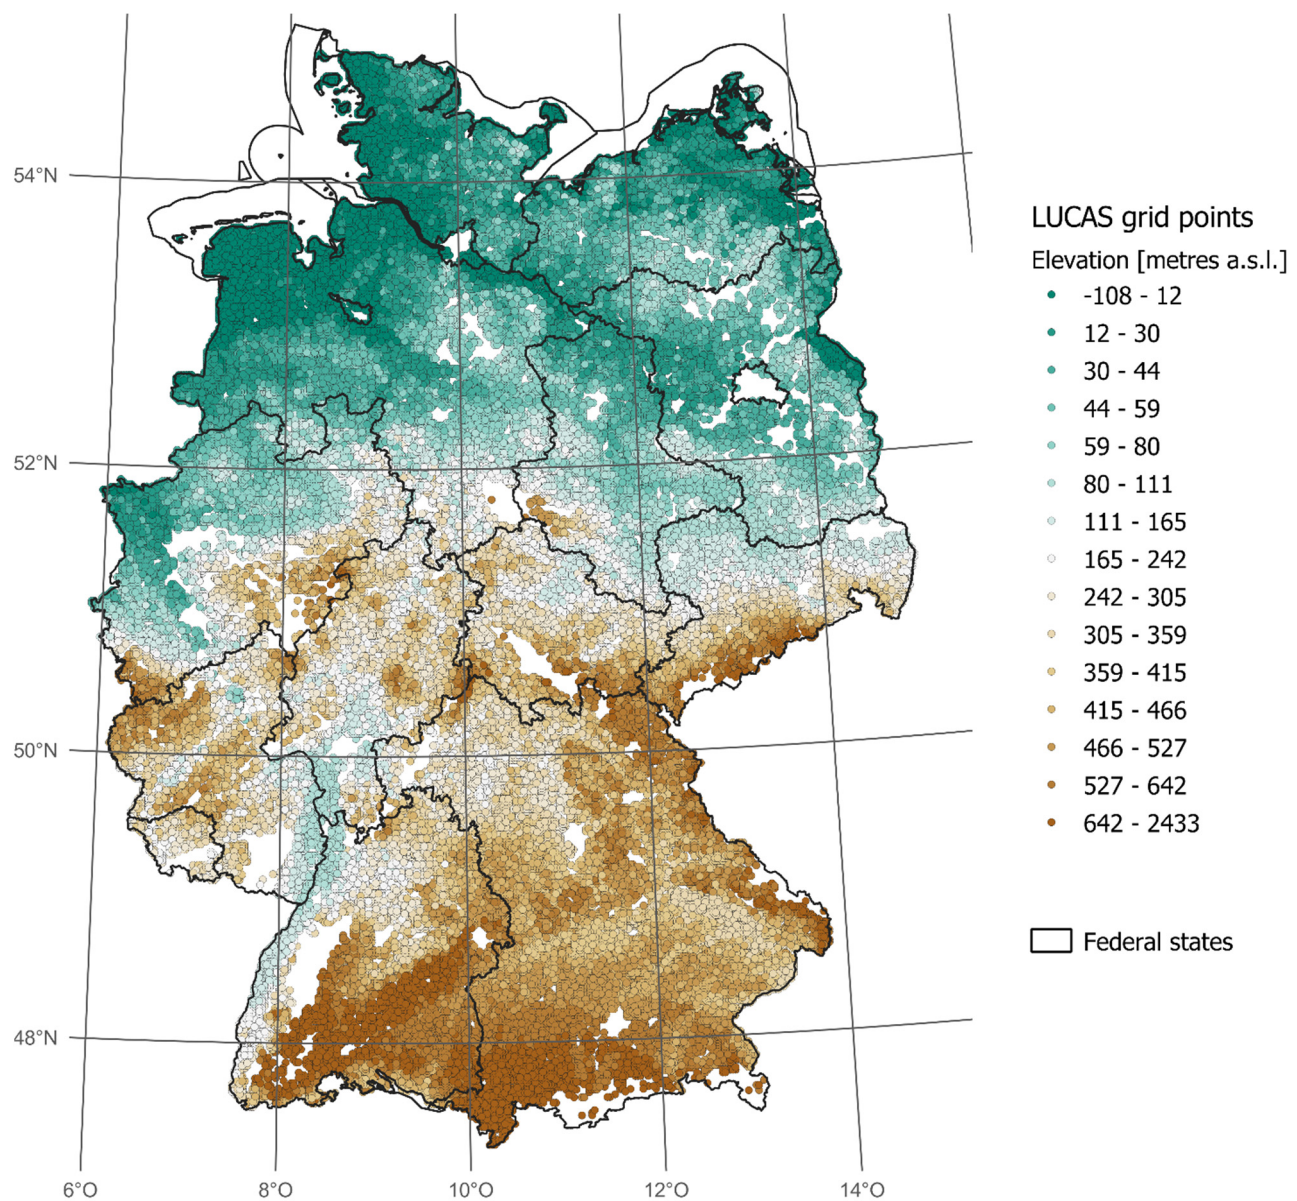 54°N
52°N
50°N
48°N
6°O
8°O
10°O
12°O
14°O
LUCAS grid points
Elevation [metres a.s.l.]
-108 - 12
12 - 30
30 - 44
44 - 59
59 - 80
80 - 111
111 - 165
165 - 242
242 - 305
305 - 359
359 - 415
415 - 466
466 - 527
527 - 642
642 - 2433
Federal states